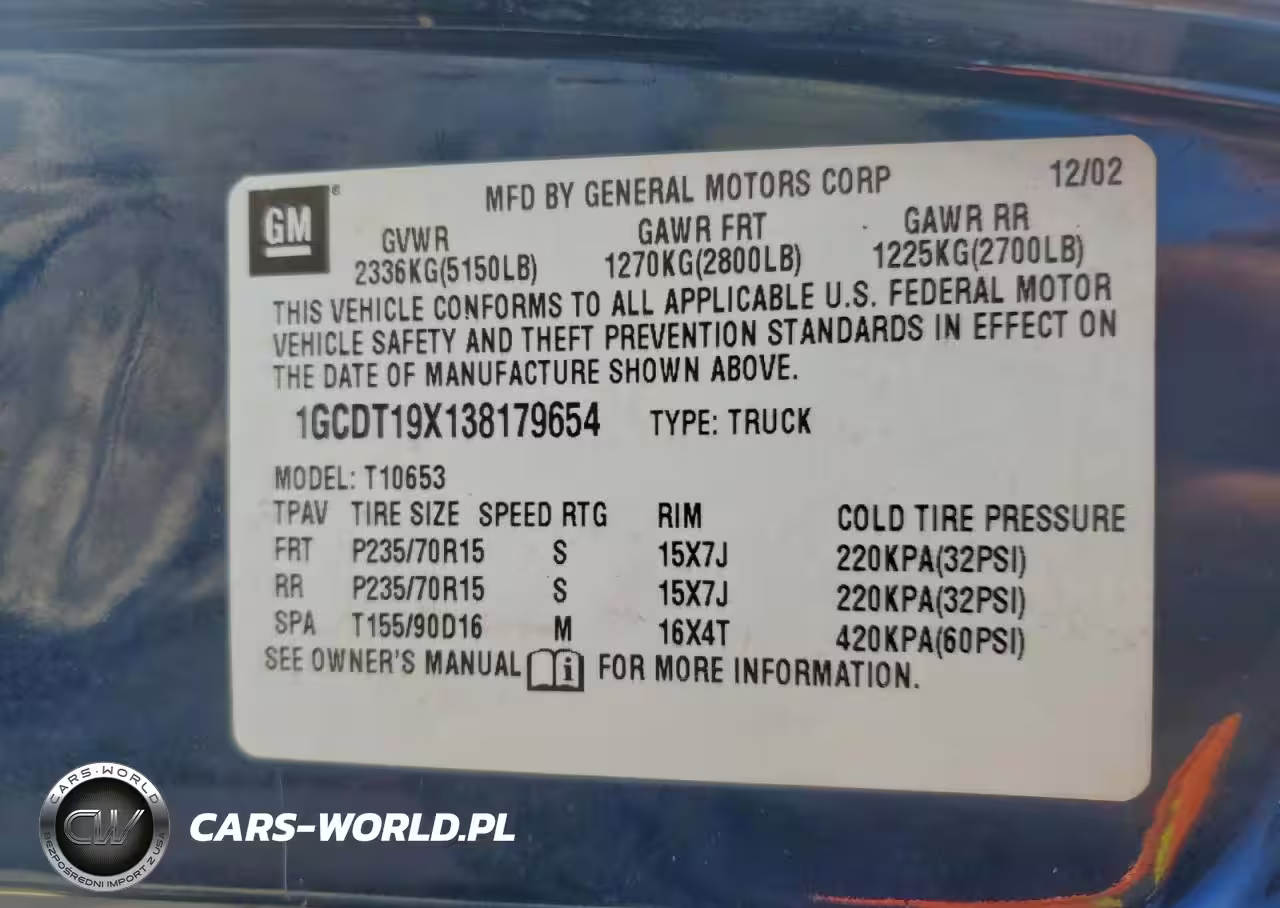 GM® MFD BY GENERAL MOTORS CORP 12/02
GVWR GAWR FRT GAWR RR
2336KG(5150LB) 1270KG(2800LB) 1225KG(2700LB)
THIS VEHICLE CONFORMS TO ALL APPLICABLE U.S. FEDERAL MOTOR
VEHICLE SAFETY AND THEFT PREVENTION STANDARDS IN EFFECT ON
THE DATE OF MANUFACTURE SHOWN ABOVE.
1GCDT19X138179654 TYPE: TRUCK
MODEL: T10653
TPAV TIRE SIZE SPEED RTG RIM COLD TIRE PRESSURE
FRT P235/70R15 S 15X7J 220KPA(32PSI)
RR P235/70R15 S 15X7J 220KPA(32PSI)
SPA T155/90D16 M 16X4T 420KPA(60PSI)
SEE OWNER'S MANUAL i FOR MORE INFORMATION.
CARS-WORLD
CW
BEZPOŚREDNI IMPORT Z USA
CARS-WORLD.PL